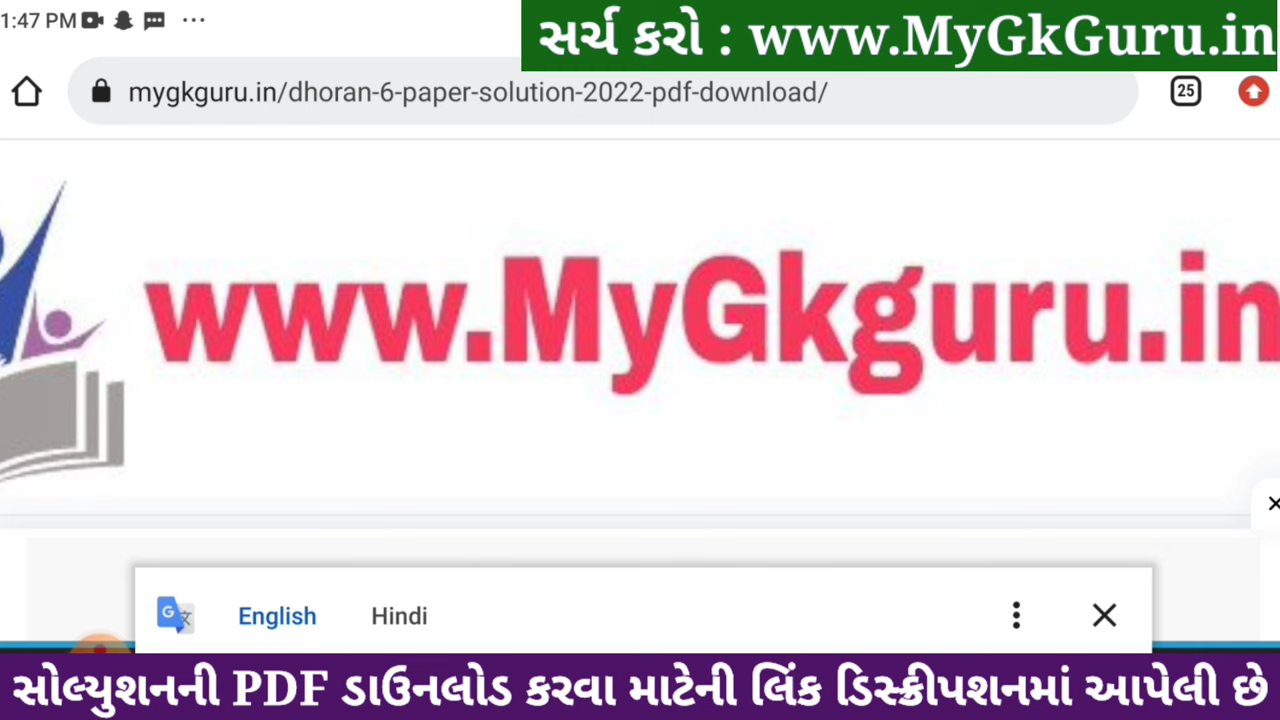 1:47 PM
સર્ચ કરો : www.MyGkGuru.in
mygkguru.in/dhoran-6-paper-solution-2022-pdf-download/
25
www.MyGkguru.in
English Hindi
સોલ્યુશનની PDF ડાઉનલોડ કરવા માટેની લિંક ડિસ્ક્રીપશનમાં આપેલી છે